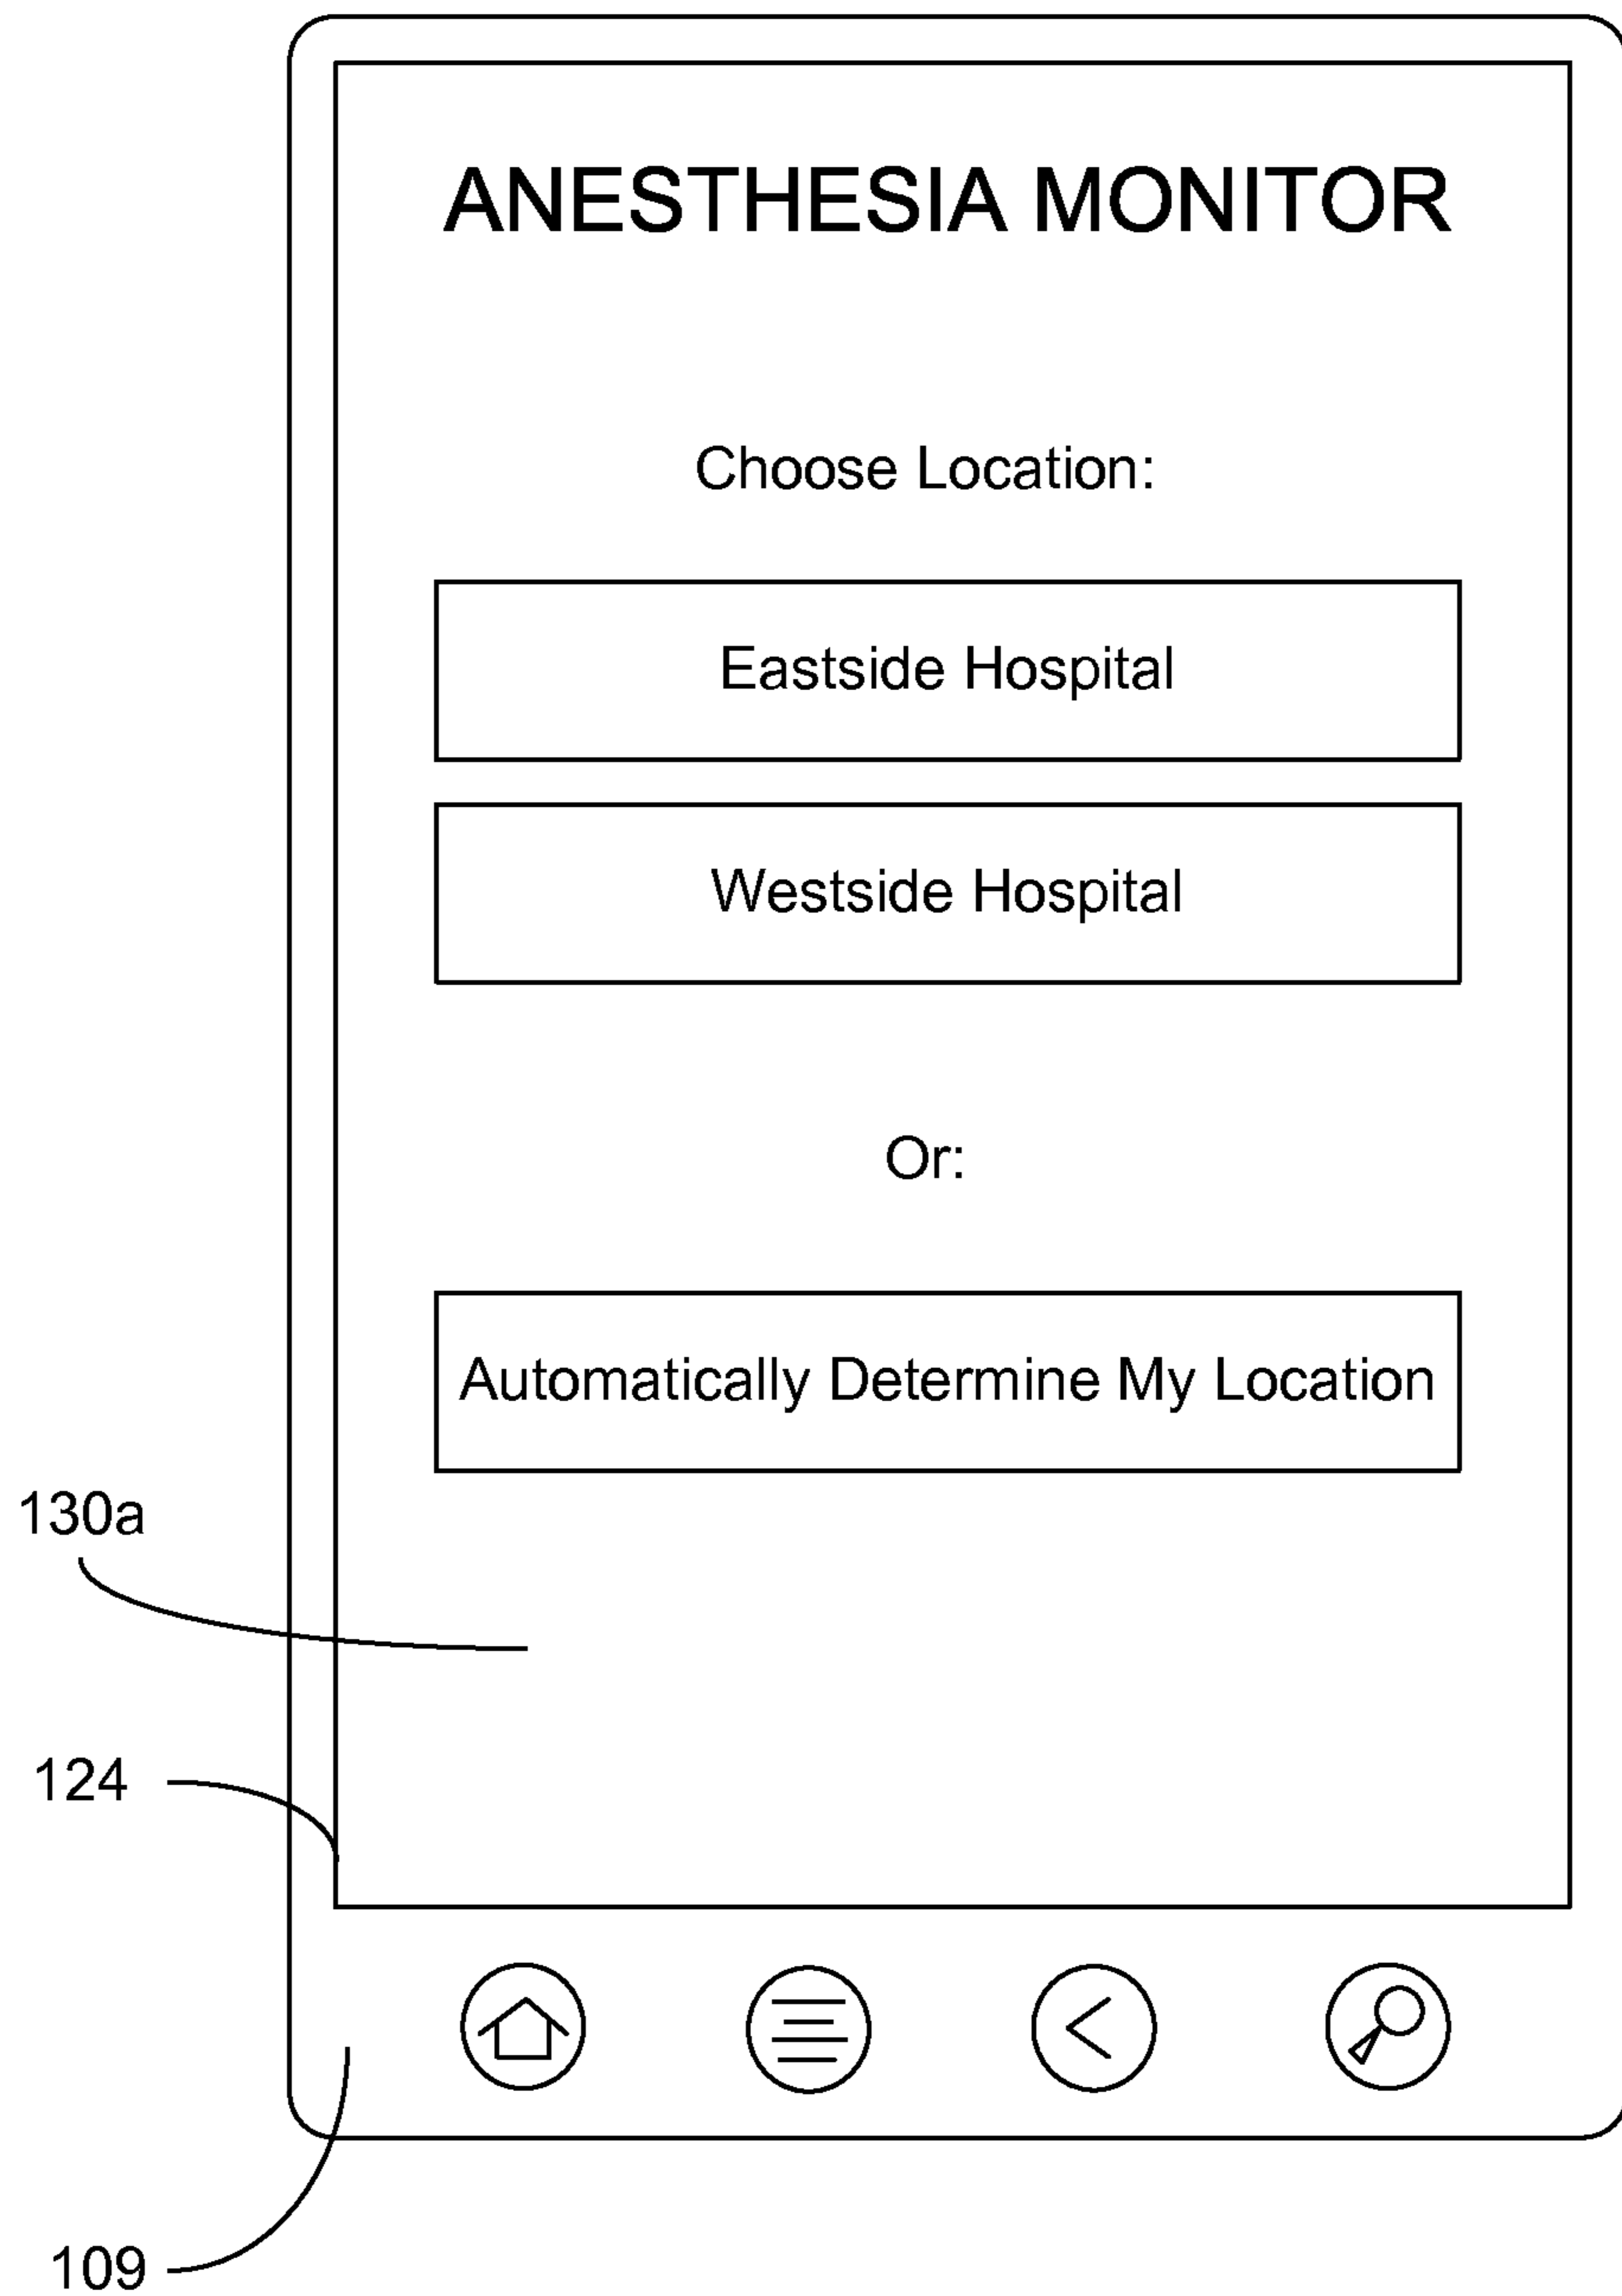 ANESTHESIA MONITOR
Choose Location:
Eastside Hospital
Westside Hospital
Or:
Automatically Determine My Location
130a
124
109